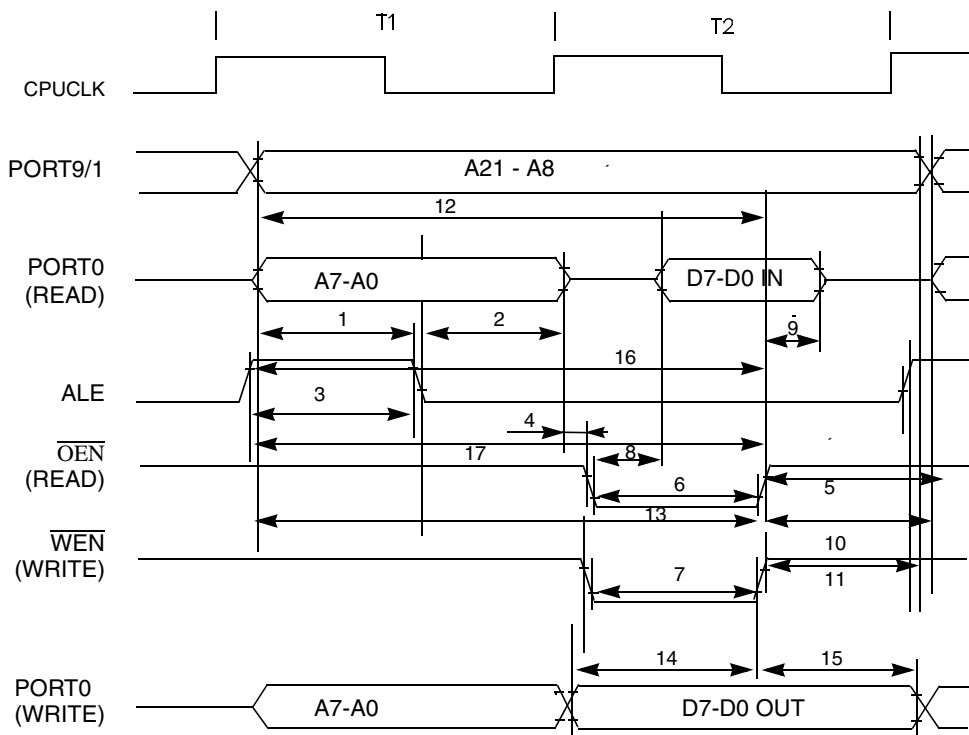 T1 T2
CPUCLK
PORT9/1 A21 - A8
12
PORT0
(READ) A7-A0 D7-D0 IN
1 2 9
16
ALE
3
4
OEN
(READ) 17 8
6 5
13
WEN
(WRITE) 10
7 11
14 15
PORT0
(WRITE) A7-A0 D7-D0 OUT